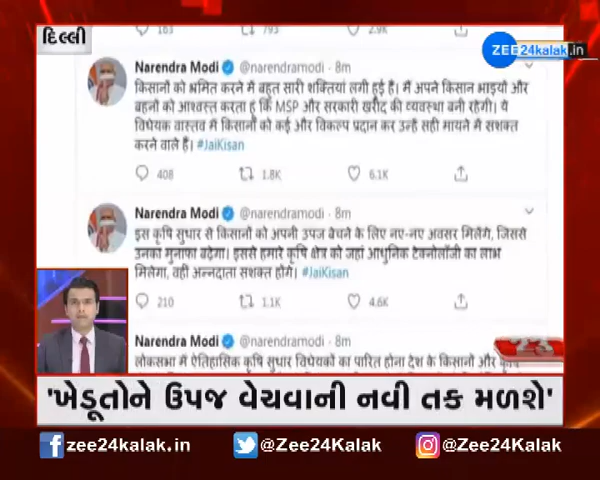 163 793 2.9K
દિલ્લી
ZEE24kalak.in
Narendra Modi @narendramodi · 8m
किसानों को भ्रमित करने में बहुत सारी शक्तियां लगी हुई हैं। मैं अपने किसान भाइयों और
बहनों को आश्वस्त करता हूं कि MSP और सरकारी खरीद की व्यवस्था बनी रहेगी। ये
विधेयक वास्तव में किसानों को कई और विकल्प प्रदान कर उन्हें सही मायने में सशक्त
करने वाले हैं। #JaiKisan
408 1.8K 6.1K
Narendra Modi @narendramodi · 8m
इस कृषि सुधार से किसानों को अपनी उपज बेचने के लिए नए-नए अवसर मिलेंगे, जिससे
उनका मुनाफा बढ़ेगा। इससे हमारे कृषि क्षेत्र को जहां आधुनिक टेक्नोलॉजी का लाभ
मिलेगा, वहीं अन्नदाता सशक्त होंगे। #JaiKisan
210 1.1K 4.6K
Narendra Modi @narendramodi · 8m
लोकसभा में ऐतिहासिक कृषि सुधार विधेयकों का पारित होना देश के किसानों और कृषि
'ખેડૂતોને ઉપજ વેચવાની નવી તક મળશે'
zee24kalak.in @Zee24Kalak @Zee24Kalak